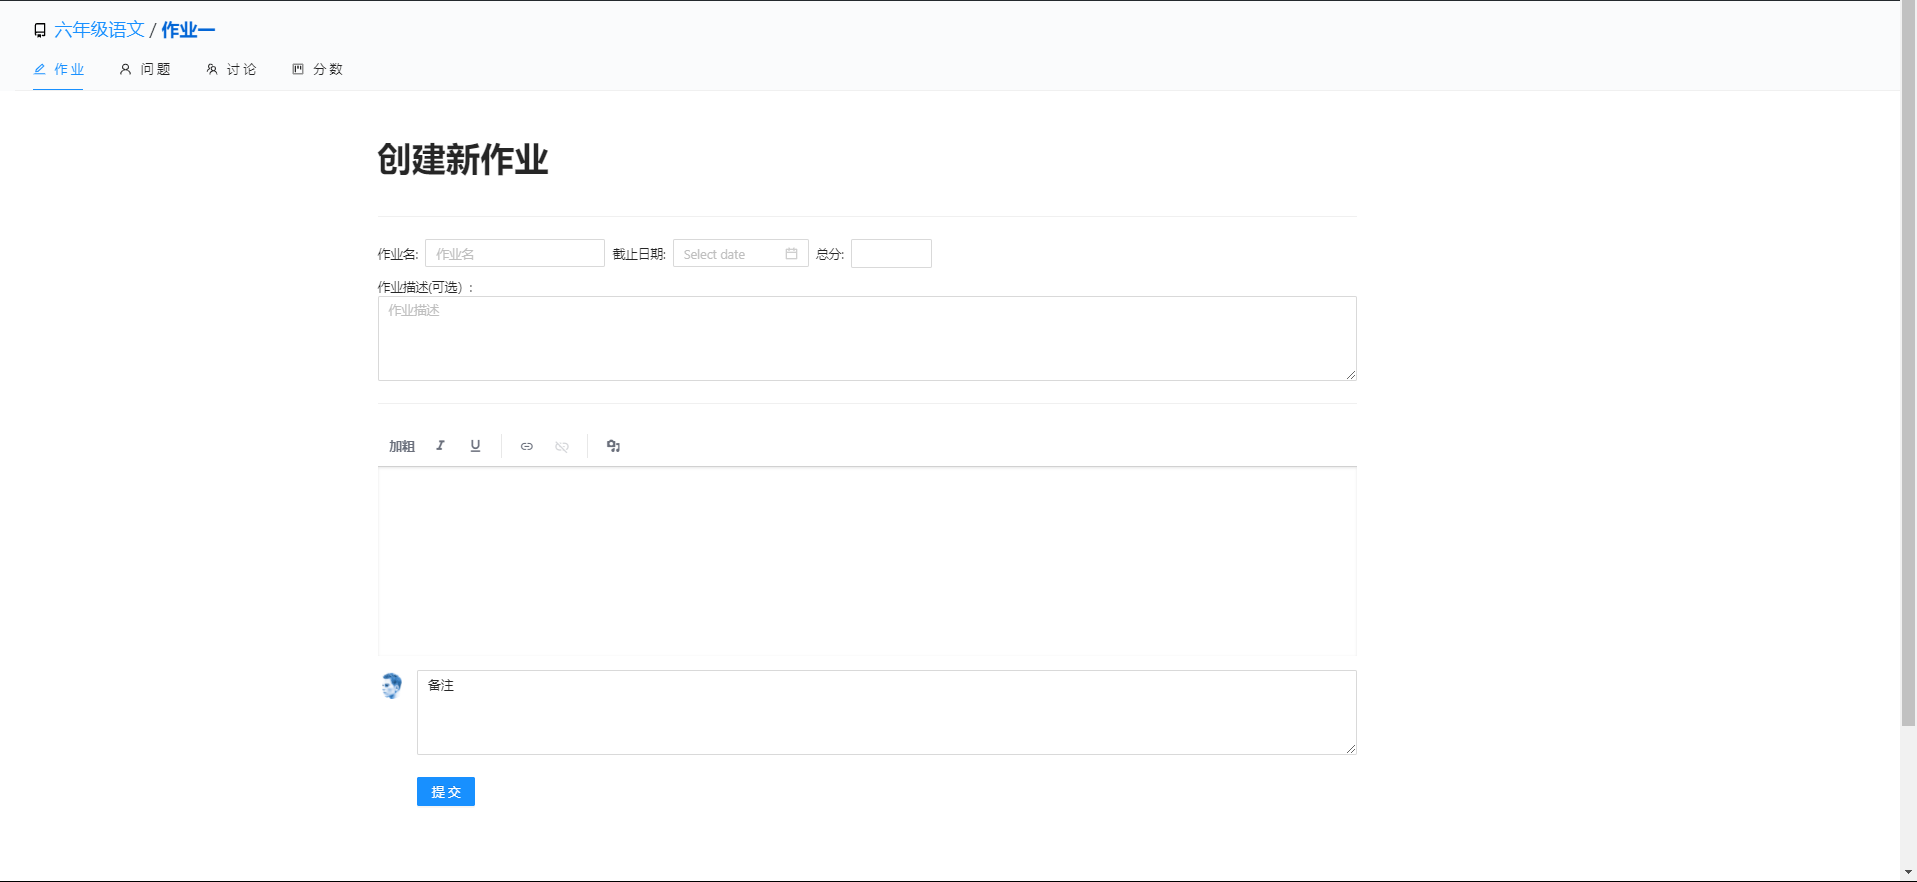 六年级语文 / 作业一
作业 问题 讨论 分数
创建新作业
作业名: 作业名 截止日期: Select date 总分:
作业描述(可选）:
作业描述
加粗 I U
备注
提交